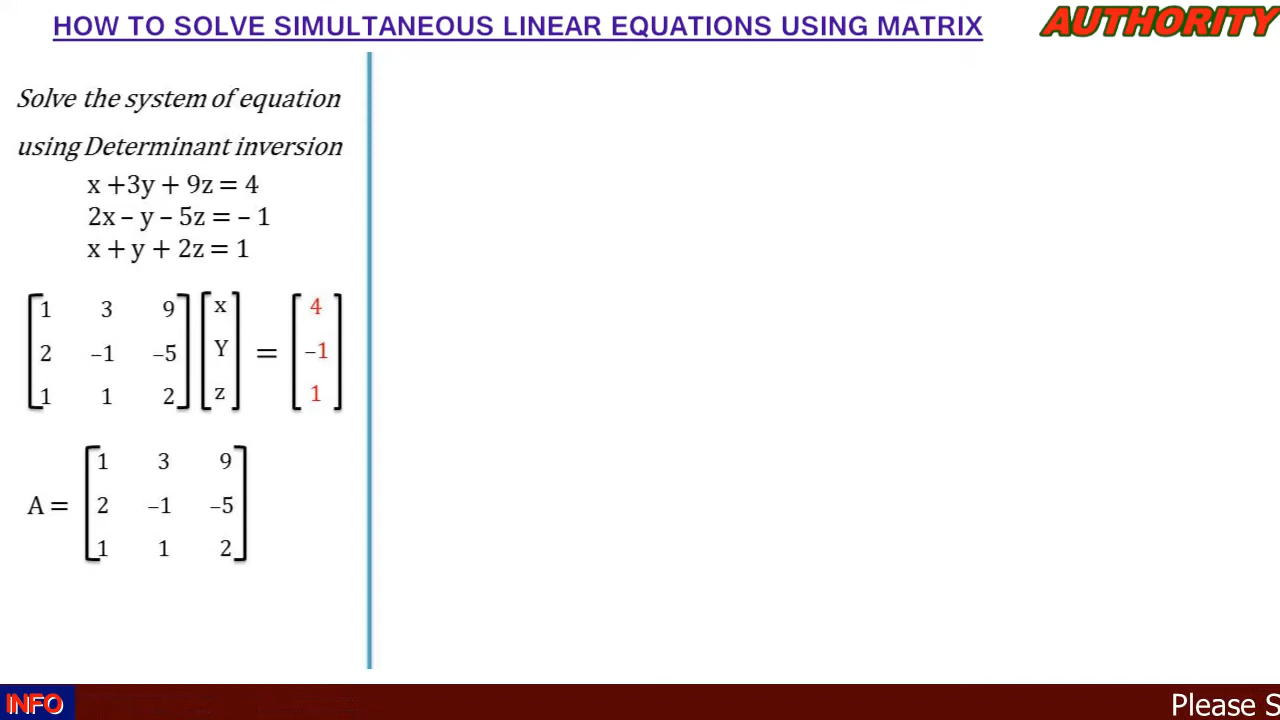 HOW TO SOLVE SIMULTANEOUS LINEAR EQUATIONS USING MATRIX
AUTHORITY
Solve the system of equation
using Determinant inversion
x +3y + 9z = 4
2x – y – 5z = – 1
x + y + 2z = 1
1 3 9 x 4
2 –1 –5 Y = –1
1 1 2 z 1
1 3 9
A = 2 –1 –5
1 1 2
INFO
Please S